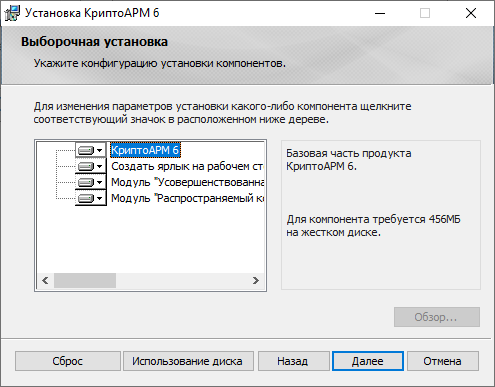 Установка КриптоАРМ 6
Выборочная установка
Укажите конфигурацию установки компонентов.
Для изменения параметров установки какого-либо компонента щелкните
соответствующий значок в расположенном ниже дереве.
КриптоАРМ 6
Создать ярлык на рабочем ст
Модуль "Усовершенствованна
Модуль "Распространяемый ко
Базовая часть продукта
КриптоАРМ 6.
Для компонента требуется 456МБ
на жестком диске.
Обзор...
Сброс
Использование диска
Назад
Далее
Отмена